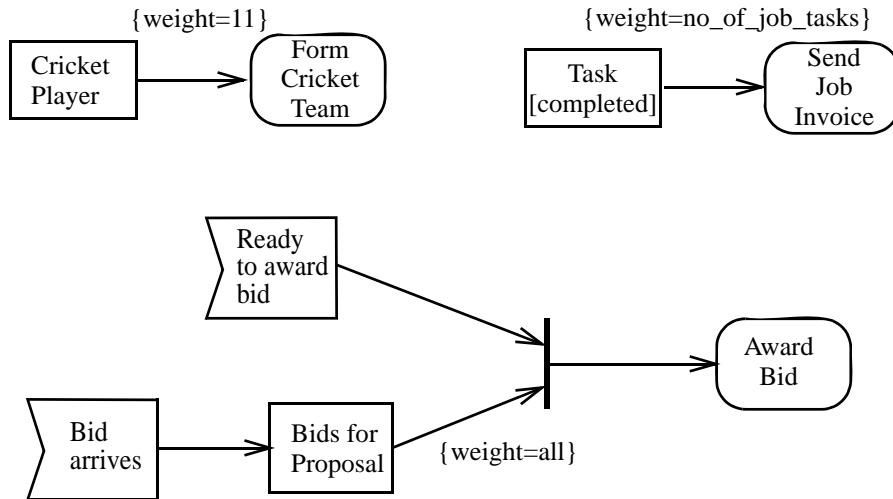 {weight=11}
Cricket
Player
Form
Cricket
Team
{weight=no_of_job_tasks}
Task
[completed]
Send
Job
Invoice
Ready
to award
bid
Award
Bid
Bid
arrives
Bids for
Proposal
{weight=all}